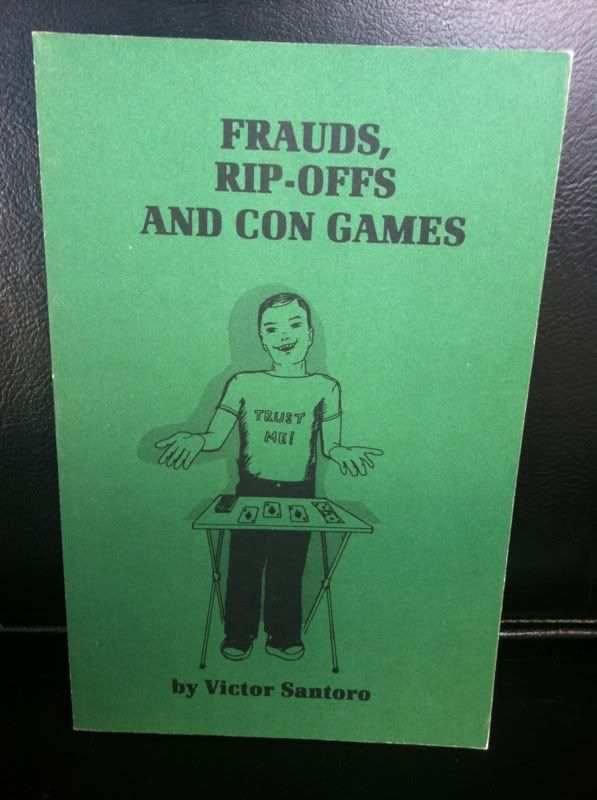 FRAUDS,
RIP-OFFS
AND CON GAMES
TRUST
ME!
by Victor Santoro